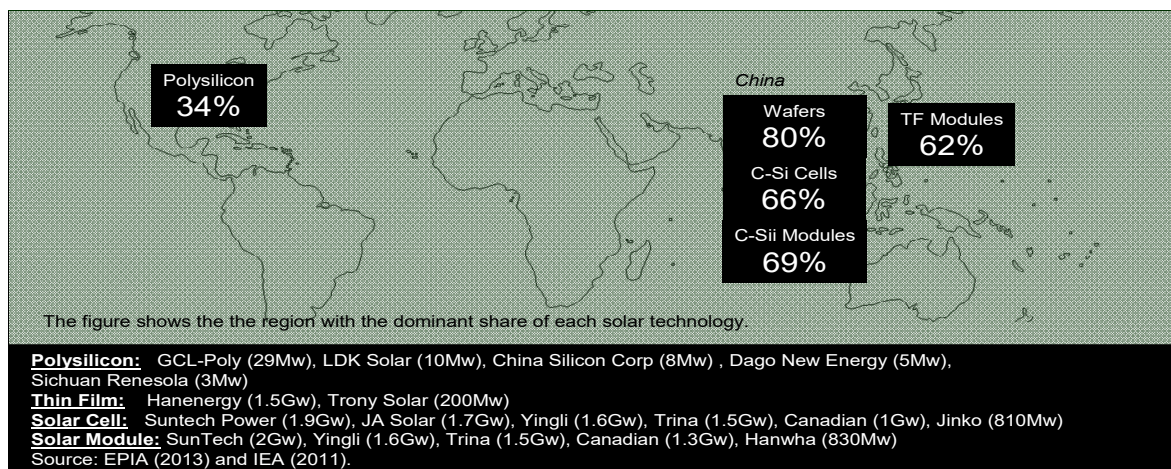 Polysilicon
34%
China
Wafers
80%
C-Si Cells
66%
C-Sii Modules
69%
TF Modules
62%
The figure shows the the region with the dominant share of each solar technology.
Polysilicon: GCL-Poly (29Mw), LDK Solar (10Mw), China Silicon Corp (8Mw) , Dago New Energy (5Mw),
Sichuan Renesola (3Mw)
Thin Film: Hanenergy (1.5Gw), Trony Solar (200Mw)
Solar Cell: Suntech Power (1.9Gw), JA Solar (1.7Gw), Yingli (1.6Gw), Trina (1.5Gw), Canadian (1Gw), Jinko (810Mw)
Solar Module: SunTech (2Gw), Yingli (1.6Gw), Trina (1.5Gw), Canadian (1.3Gw), Hanwha (830Mw)
Source: EPIA (2013) and IEA (2011).